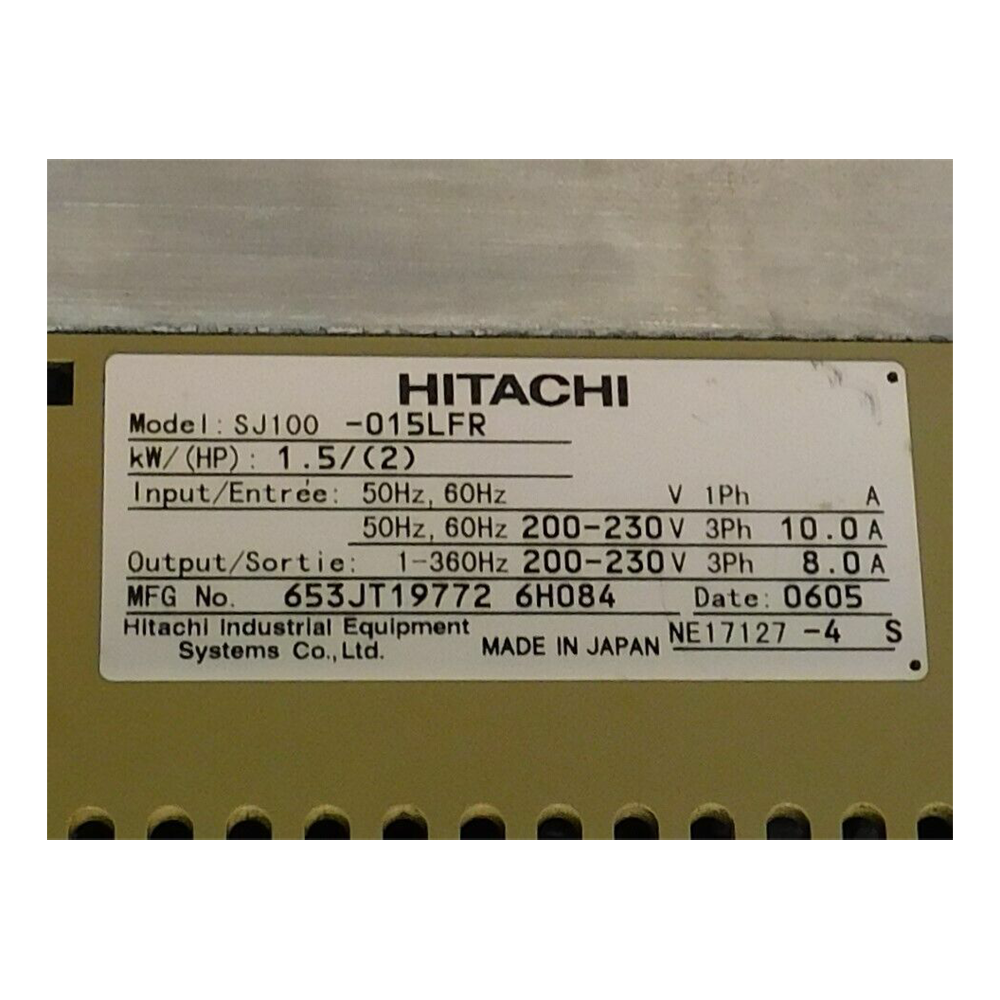 HITACHI
Model: SJ100 -015LFR
kW/(HP): 1.5/(2)
Input/Entrée: 50Hz, 60Hz V 1Ph A
50Hz, 60Hz 200-230V 3Ph 10.0A
Output/Sortie: 1-360Hz 200-230V 3Ph 8.0A
MFG No. 653JT19772 6H084 Date: 0605
Hitachi Industrial Equipment
Systems Co.,Ltd. MADE IN JAPAN NE17127 -4 S